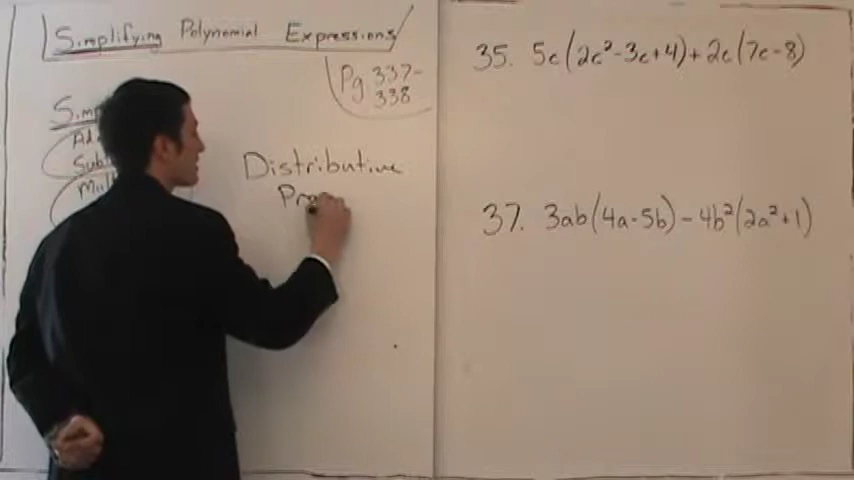 Simplifying Polynomial Expressions
Pg 337-
338
Distributive
35. 5c(2c²-3c+4)+2c(7c-8)
37. 3ab(4a-5b)-4b²(2a²+1)